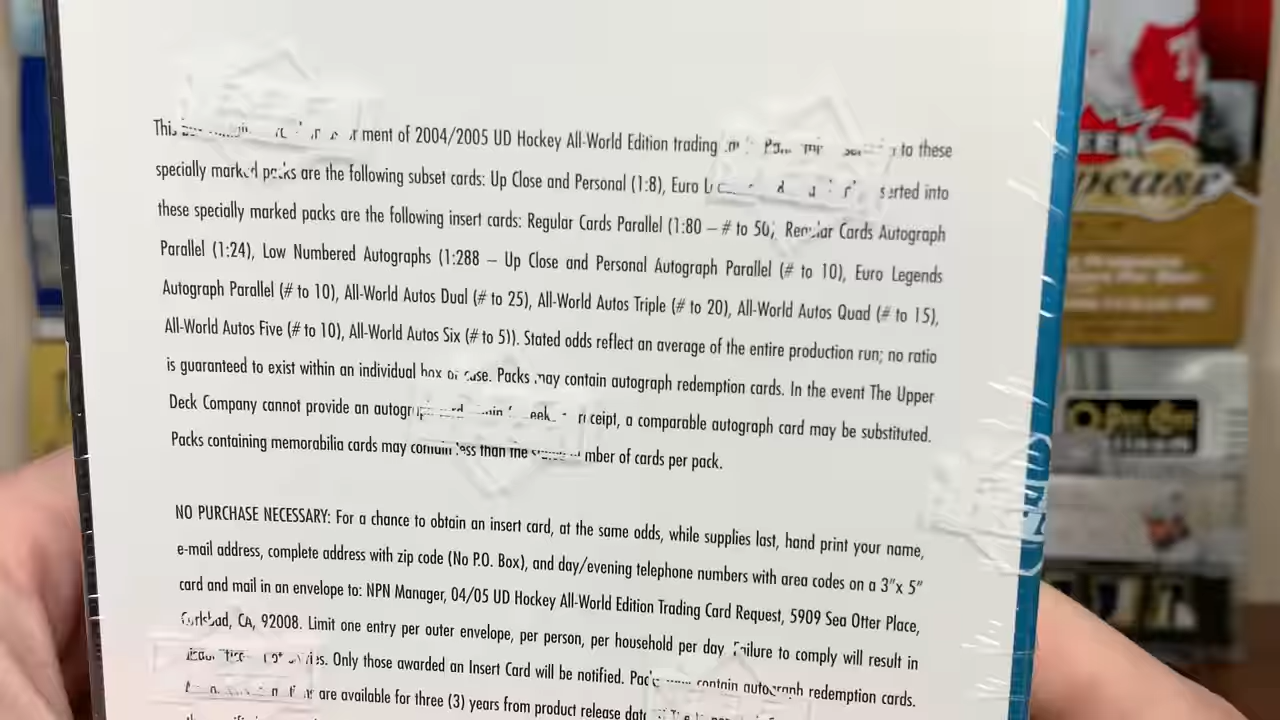 ment of 2004/2005 UD Hockey All-World Edition trading to these
specially marked packs are the following subset cards: Up Close and Personal (1:8), Euro inserted into
these specially marked packs are the following insert cards: Regular Cards Parallel (1:80 – # to 50), Regular Cards Autograph
Parallel (1:24), Low Numbered Autographs (1:288 – Up Close and Personal Autograph Parallel (# to 10), Euro Legends
Autograph Parallel (# to 10), All-World Autos Dual (# to 25), All-World Autos Triple (# to 20), All-World Autos Quad (# to 15),
All-World Autos Five (# to 10), All-World Autos Six (# to 5)). Stated odds reflect an average of the entire production run; no ratio
is guaranteed to exist within an individual box or case. Packs may contain autograph redemption cards. In the event The Upper
Deck Company cannot provide an receipt, a comparable autograph card may be substituted.
Packs containing memorabilia cards may contain less than the number of cards per pack.
NO PURCHASE NECESSARY: For a chance to obtain an insert card, at the same odds, while supplies last, hand print your name,
e-mail address, complete address with zip code (No P.O. Box), and day/evening telephone numbers with area codes on a 3"x 5"
card and mail in an envelope to: NPN Manager, 04/05 UD Hockey All-World Edition Trading Card Request, 5909 Sea Otter Place,
Carlsbad, CA, 92008. Limit one entry per outer envelope, per person, per household per day Failure to comply will result in
Only those awarded an Insert Card will be notified. contain autograph redemption cards.
are available for three (3) years from product release date